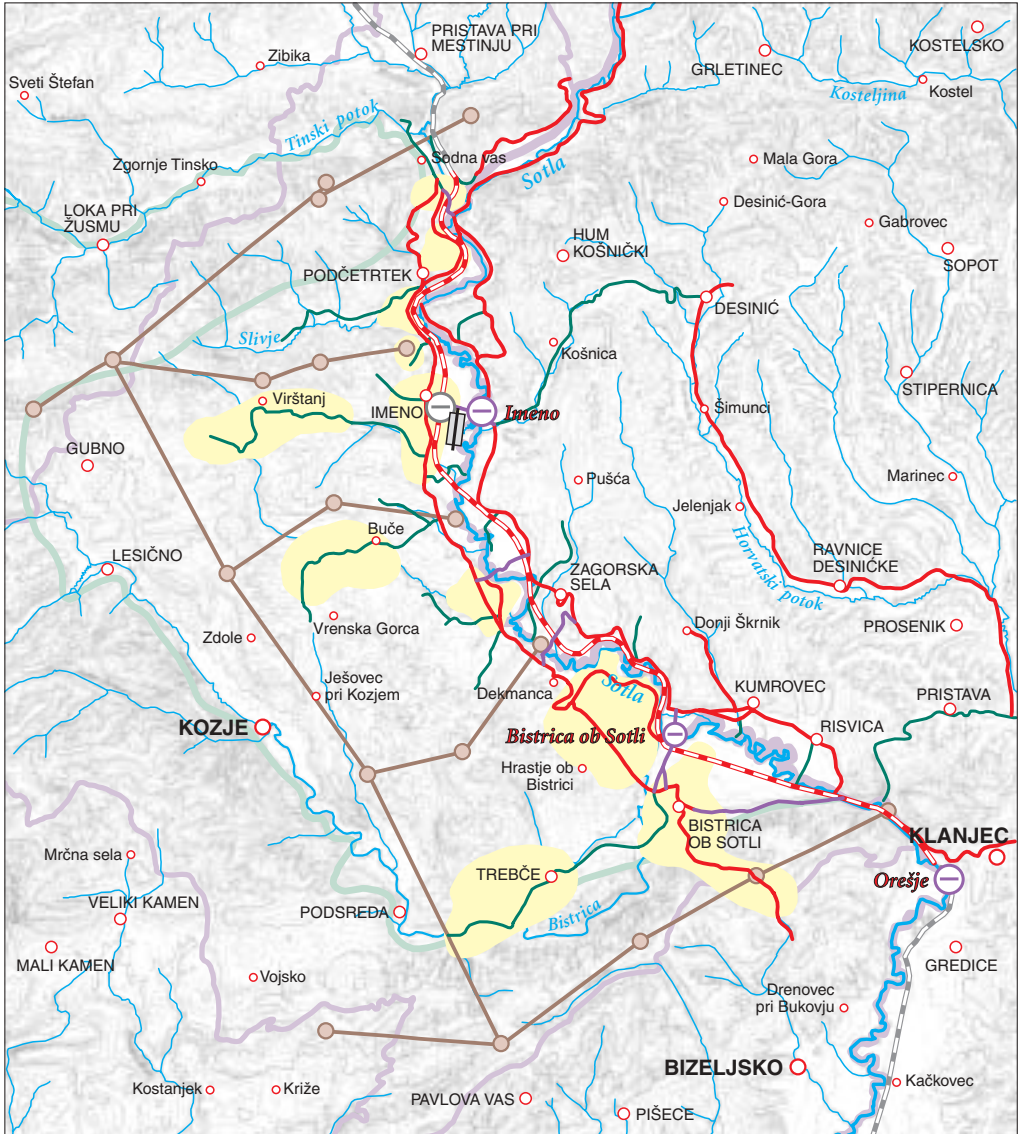 PRISTAVA PRI
MESTINJU
KOSTELSKO
Zibika
GRLETINEC
Sveti Štefan
Kosteljina
Kostel
Tinski potok
Sodna vas
Mala Gora
Zgornje Tinsko
Sotla
Desinić-Gora
LOKA PRI
ŽUSMU
Gabrovec
HUM
KOŠNIČKI
SOPOT
PODČETRTEK
DESINIĆ
Slivje
Košnica
STIPERNICA
Virštanj
IMENO
Imeno
Šimunci
GUBNO
Pušća
Marinec
Jelenjak
Buče
LESIČNO
ZAGORSKA
SELA
RAVNICE
DESINIĆKE
Horvatski potok
Vrenska Gorca
Zdole
Donji Škrnik
PROSENIK
Ješovec
pri Kozjem
Dekmanca
Sotla
KUMROVEC
PRISTAVA
KOZJE
Bistrica ob Sotli
RISVICA
Hrastje ob
Bistrici
BISTRICA
OB SOTLI
KLANJEC
Mrčna sela
TREBČE
Orešje
VELIKI KAMEN
PODSREDA
Bistrica
MALI KAMEN
GREDICE
Vojsko
Drenovec
pri Bukovju
BIZELJSKO
Kačkovec
Kostanjek
Križe
PAVLOVA VAS
PIŠECE